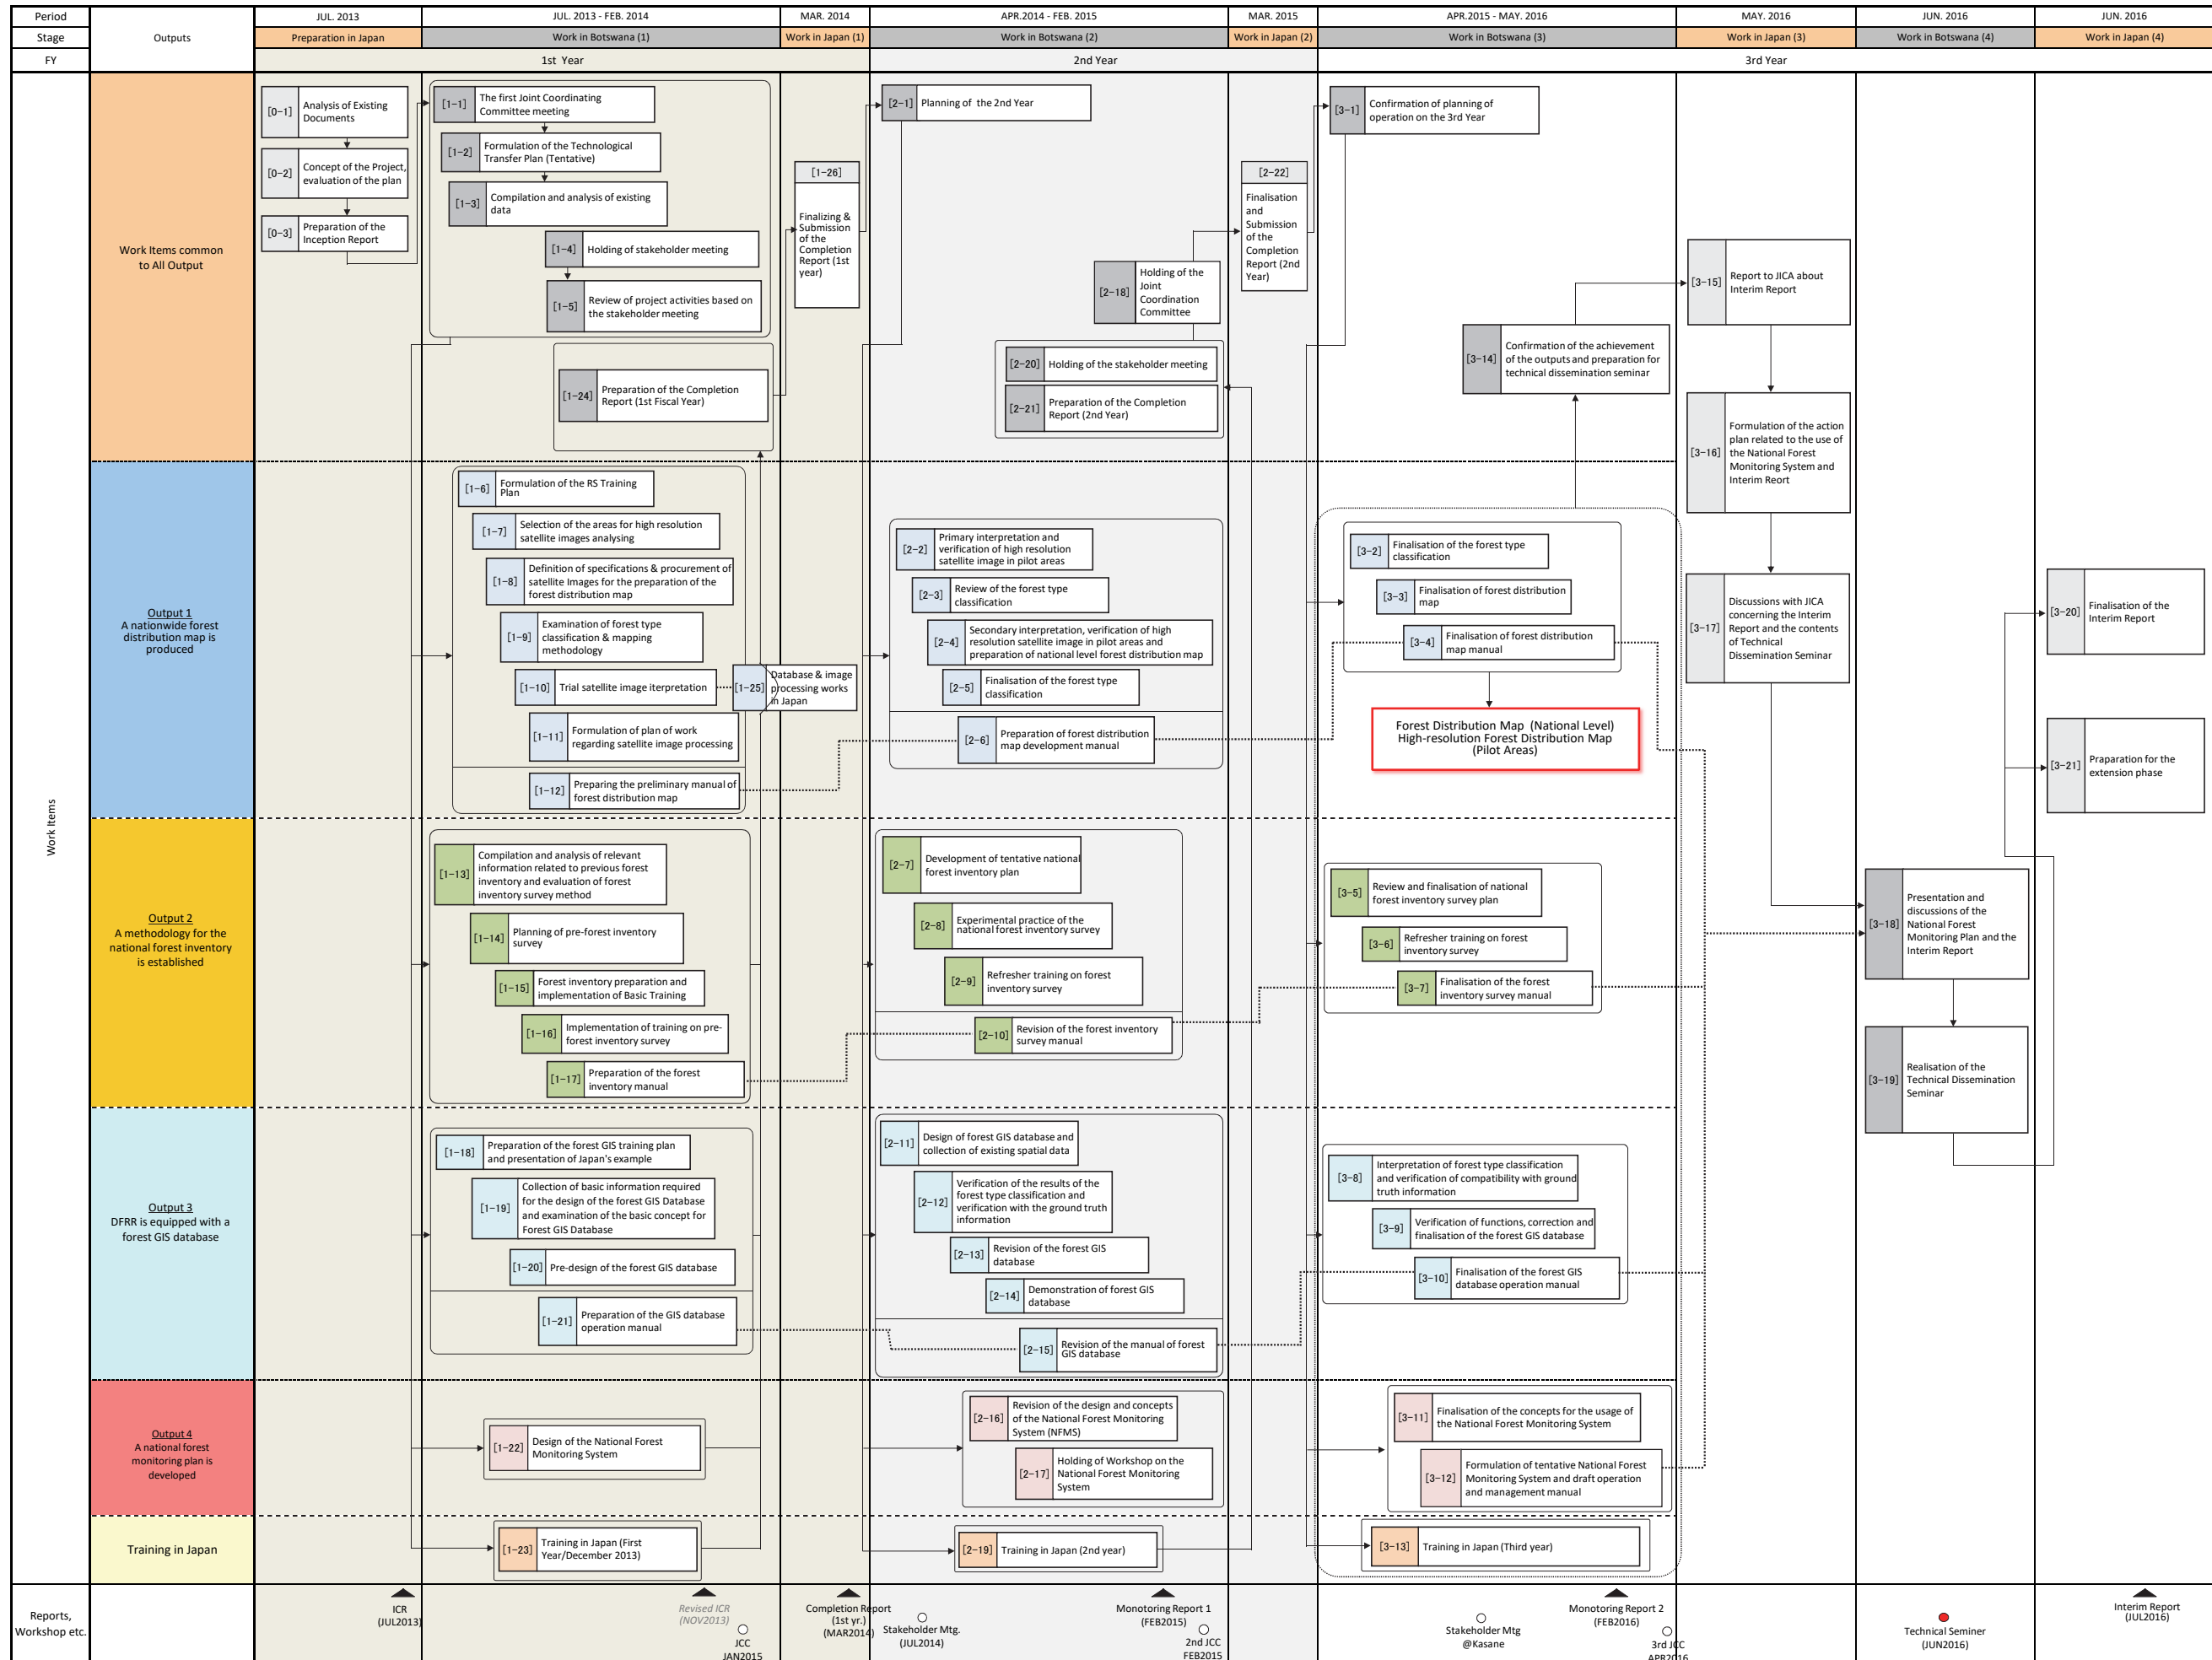 Period
JUL. 2013
JUL. 2013 - FEB. 2014
MAR. 2014
APR.2014 - FEB. 2015
MAR. 2015
APR.2015 - MAY. 2016
MAY. 2016
JUN. 2016
JUN. 2016
Stage
Outputs
Preparation in Japan
Work in Botswana (1)
Work in Japan (1)
Work in Botswana (2)
Work in Japan (2)
Work in Botswana (3)
Work in Japan (3)
Work in Botswana (4)
Work in Japan (4)
FY
1st Year
2nd Year
3rd Year
Work Items
Work Items common
to All Output
[0-1]
Analysis of Existing
Documents
[0-2]
Concept of the Project,
evaluation of the plan
[0-3]
Preparation of the
Inception Report
[1-1]
The first Joint Coordinating
Committee meeting
[1-2]
Formulation of the Technological
Transfer Plan (Tentative)
[1-3]
Compilation and analysis of existing
data
[1-4]
Holding of stakeholder meeting
[1-5]
Review of project activities based on
the stakeholder meeting
[1-24]
Preparation of the Completion
Report (1st Fiscal Year)
[1-26]
Finalizing &
Submission
of the
Completion
Report (1st
year)
[2-1]
Planning of the 2nd Year
[2-18]
Holding of the
Joint
Coordination
Committee
[2-20]
Holding of the stakeholder meeting
[2-21]
Preparation of the Completion
Report (2nd Year)
[2-22]
Finalisation
and
Submission
of the
Completion
Report (2nd
Year)
[3-1]
Confirmation of planning of
operation on the 3rd Year
[3-14]
Confirmation of the achievement
of the outputs and preparation for
technical dissemination seminar
[3-15]
Report to JICA about
Interim Report
[3-16]
Formulation of the action
plan related to the use of
the National Forest
Monitoring System and
Interim Reort
[3-17]
Discussions with JICA
concerning the Interim
Report and the contents
of Technical
Dissemination Seminar
[3-18]
Presentation and
discussions of the
National Forest
Monitoring Plan and the
Interim Report
[3-19]
Realisation of the
Technical Dissemination
Seminar
[3-20]
Finalisation of the
Interim Report
[3-21]
Praparation for the
extension phase
Output 1
A nationwide forest
distribution map is
produced
[1-6]
Formulation of the RS Training
Plan
[1-7]
Selection of the areas for high resolution
satellite images analysing
[1-8]
Definition of specifications & procurement of
satellite Images for the preparation of the
forest distribution map
[1-9]
Examination of forest type
classification & mapping
methodology
[1-10]
Trial satellite image iterpretation
[1-25]
Database & image
processing works
in Japan
[1-11]
Formulation of plan of work
regarding satellite image processing
[1-12]
Preparing the preliminary manual of
forest distribution map
[2-2]
Primary interpretation and
verification of high resolution
satellite image in pilot areas
[2-3]
Review of the forest type
classification
[2-4]
Secondary interpretation, verification of high
resolution satellite image in pilot areas and
preparation of national level forest distribution map
[2-5]
Finalisation of the forest type
classification
[2-6]
Preparation of forest distribution
map development manual
[3-2]
Finalisation of the forest type
classification
[3-3]
Finalisation of forest distribution
map
[3-4]
Finalisation of forest distribution
map manual
Forest Distribution Map (National Level)
High-resolution Forest Distribution Map
(Pilot Areas)
Output 2
A methodology for the
national forest inventory
is established
[1-13]
Compilation and analysis of relevant
information related to previous forest
inventory and evaluation of forest
inventory survey method
[1-14]
Planning of pre-forest inventory
survey
[1-15]
Forest inventory preparation and
implementation of Basic Training
[1-16]
Implementation of training on pre-
forest inventory survey
[1-17]
Preparation of the forest
inventory manual
[2-7]
Development of tentative national
forest inventory plan
[2-8]
Experimental practice of the
national forest inventory survey
[2-9]
Refresher training on forest
inventory survey
[2-10]
Revision of the forest inventory
survey manual
[3-5]
Review and finalisation of national
forest inventory survey plan
[3-6]
Refresher training on forest
inventory survey
[3-7]
Finalisation of the forest
inventory survey manual
Output 3
DFRR is equipped with a
forest GIS database
[1-18]
Preparation of the forest GIS training plan
and presentation of Japan's example
[1-19]
Collection of basic information required
for the design of the forest GIS Database
and examination of the basic concept for
Forest GIS Database
[1-20]
Pre-design of the forest GIS database
[1-21]
Preparation of the GIS database
operation manual
[2-11]
Design of forest GIS database and
collection of existing spatial data
[2-12]
Verification of the results of the
forest type classification and
verification with the ground truth
information
[2-13]
Revision of the forest GIS
database
[2-14]
Demonstration of forest GIS
database
[2-15]
Revision of the manual of forest
GIS database
[3-8]
Interpretation of forest type classification
and verification of compatibility with ground
truth information
[3-9]
Verification of functions, correction and
finalisation of the forest GIS database
[3-10]
Finalisation of the forest GIS
database operation manual
Output 4
A national forest
monitoring plan is
developed
[1-22]
Design of the National Forest
Monitoring System
[2-16]
Revision of the design and concepts
of the National Forest Monitoring
System (NFMS)
[2-17]
Holding of Workshop on the
National Forest Monitoring
System
[3-11]
Finalisation of the concepts for the usage of
the National Forest Monitoring System
[3-12]
Formulation of tentative National Forest
Monitoring System and draft operation
and management manual
Training in Japan
[1-23]
Training in Japan (First
Year/December 2013)
[2-19]
Training in Japan (2nd year)
[3-13]
Training in Japan (Third year)
Reports,
Workshop etc.
ICR
(JUL2013)
Revised ICR
(NOV2013)
JCC
JAN2015
Completion Report
(1st yr.)
(MAR2014)
Stakeholder Mtg.
(JUL2014)
Monotoring Report 1
(FEB2015)
2nd JCC
FEB2015
Stakeholder Mtg
@Kasane
Monotoring Report 2
(FEB2016)
3rd JCC
APR2016
Technical Seminer
(JUN2016)
Interim Report
(JUL2016)